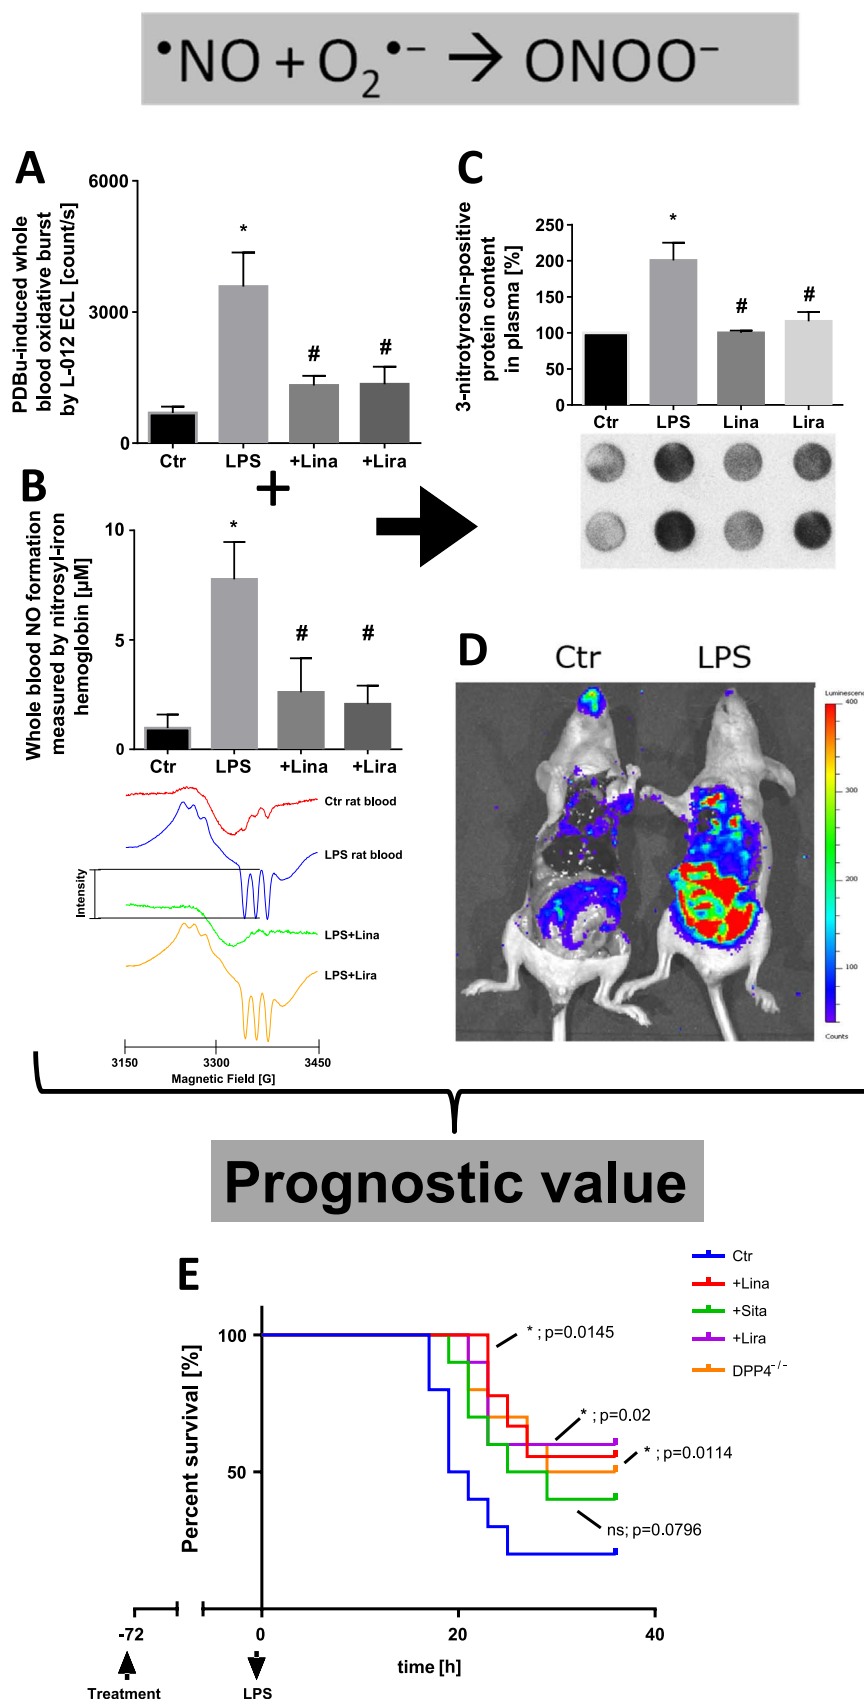 •NO + O₂•− → ONOO⁻
A
PDBu-induced whole
blood oxidative burst
by L-012 ECL [count/s]
6000
3000
0
*
#
#
Ctr LPS +Lina +Lira
+
B
Whole blood NO formation
measured by nitrosyl-iron
hemoglobin [µM]
10
5
0
*
#
#
Ctr LPS +Lina +Lira
Ctr rat blood
LPS rat blood
Intensity
LPS+Lina
LPS+Lira
3150 3300 3450
Magnetic Field [G]
C
3-nitrotyrosin-positive
protein content
in plasma [%]
250
200
150
100
50
0
*
#
#
Ctr LPS Lina Lira
D
Ctr LPS
Luminescence
400
300
200
100
Counts
Prognostic value
E
Ctr
+Lina
+Sita
+Lira
DPP4⁻/⁻
Percent survival [%]
100
50
* ; p=0.0145
* ; p=0.02
* ; p=0.0114
ns; p=0.0796
-72 0 20 40
time [h]
Treatment LPS